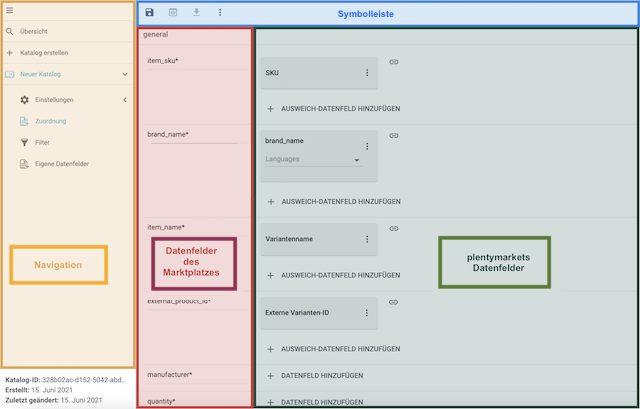 Symbolleiste
Übersicht
Katalog erstellen
Neuer Katalog
Einstellungen
Zuordnung
Filter
Eigene Datenfelder
Navigation
Katalog-ID: 328b02ac-d152-5042-abd...
Erstellt: 15. Juni 2021
Zuletzt geändert: 15. Juni 2021
general
item_sku*
SKU
AUSWEICH-DATENFELD HINZUFÜGEN
brand_name*
brand_name
Languages
AUSWEICH-DATENFELD HINZUFÜGEN
item_name*
Variantenname
AUSWEICH-DATENFELD HINZUFÜGEN
Datenfelder
des
Marktplatzes
plentymarkets
Datenfelder
external_product_id*
Externe Varianten-ID
AUSWEICH-DATENFELD HINZUFÜGEN
manufacturer*
DATENFELD HINZUFÜGEN
quantity*
DATENFELD HINZUFÜGEN